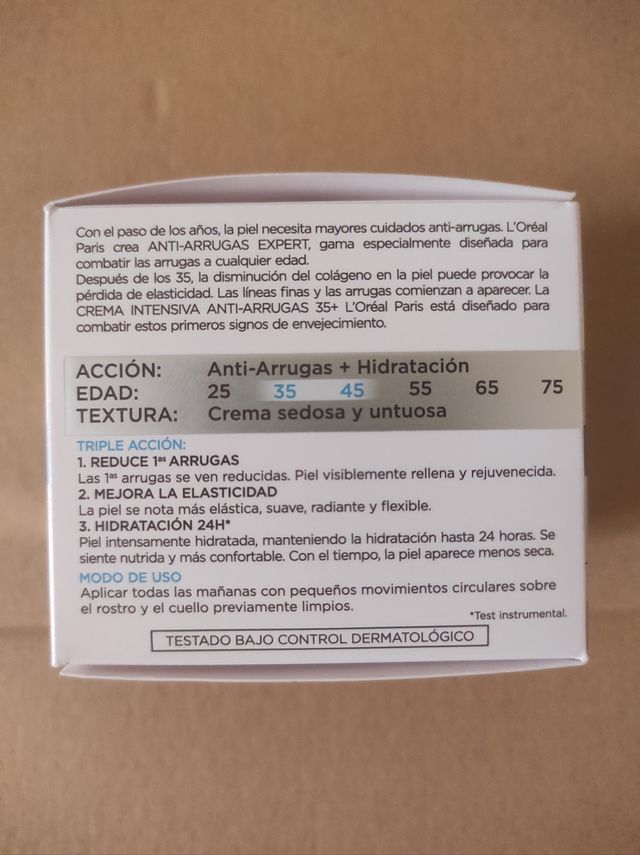 Con el paso de los años, la piel necesita mayores cuidados anti-arrugas. L'Oréal
Paris crea ANTI-ARRUGAS EXPERT, gama especialmente diseñada para
combatir las arrugas a cualquier edad.
Después de los 35, la disminución del colágeno en la piel puede provocar la
pérdida de elasticidad. Las líneas finas y las arrugas comienzan a aparecer. La
CREMA INTENSIVA ANTI-ARRUGAS 35+ L'Oréal Paris está diseñado para
combatir estos primeros signos de envejecimiento.
ACCIÓN: Anti-Arrugas + Hidratación
EDAD: 25 35 45 55 65 75
TEXTURA: Crema sedosa y untuosa
TRIPLE ACCIÓN:
1. REDUCE 1ᵃˢ ARRUGAS
Las 1ᵃˢ arrugas se ven reducidas. Piel visiblemente rellena y rejuvenecida.
2. MEJORA LA ELASTICIDAD
La piel se nota más elástica, suave, radiante y flexible.
3. HIDRATACIÓN 24H*
Piel intensamente hidratada, manteniendo la hidratación hasta 24 horas. Se
siente nutrida y más confortable. Con el tiempo, la piel aparece menos seca.
MODO DE USO
Aplicar todas las mañanas con pequeños movimientos circulares sobre
el rostro y el cuello previamente limpios.
*Test instrumental.
TESTADO BAJO CONTROL DERMATOLÓGICO